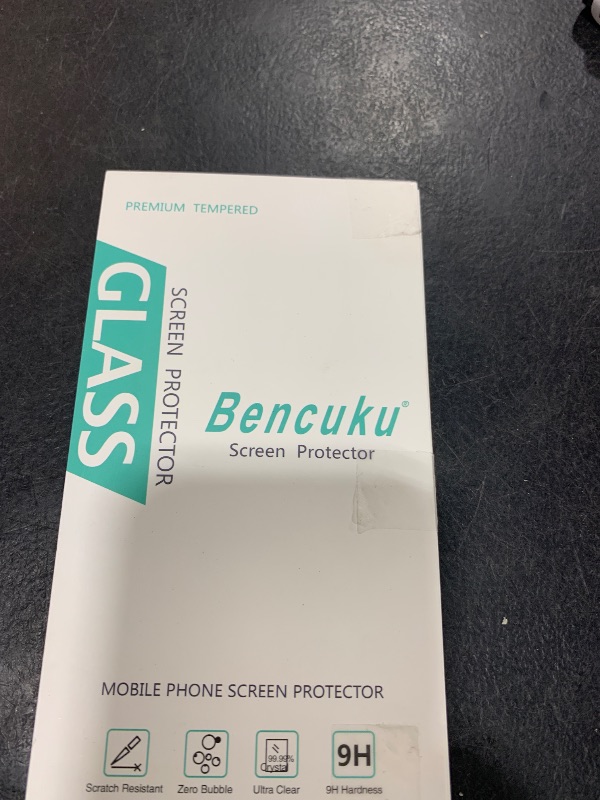 PREMIUM TEMPERED
GLASS
SCREEN PROTECTOR
Bencuku®
Screen Protector
MOBILE PHONE SCREEN PROTECTOR
99.99%
Crystal
9H
Scratch Resistant
Zero Bubble
Ultra Clear
9H Hardness